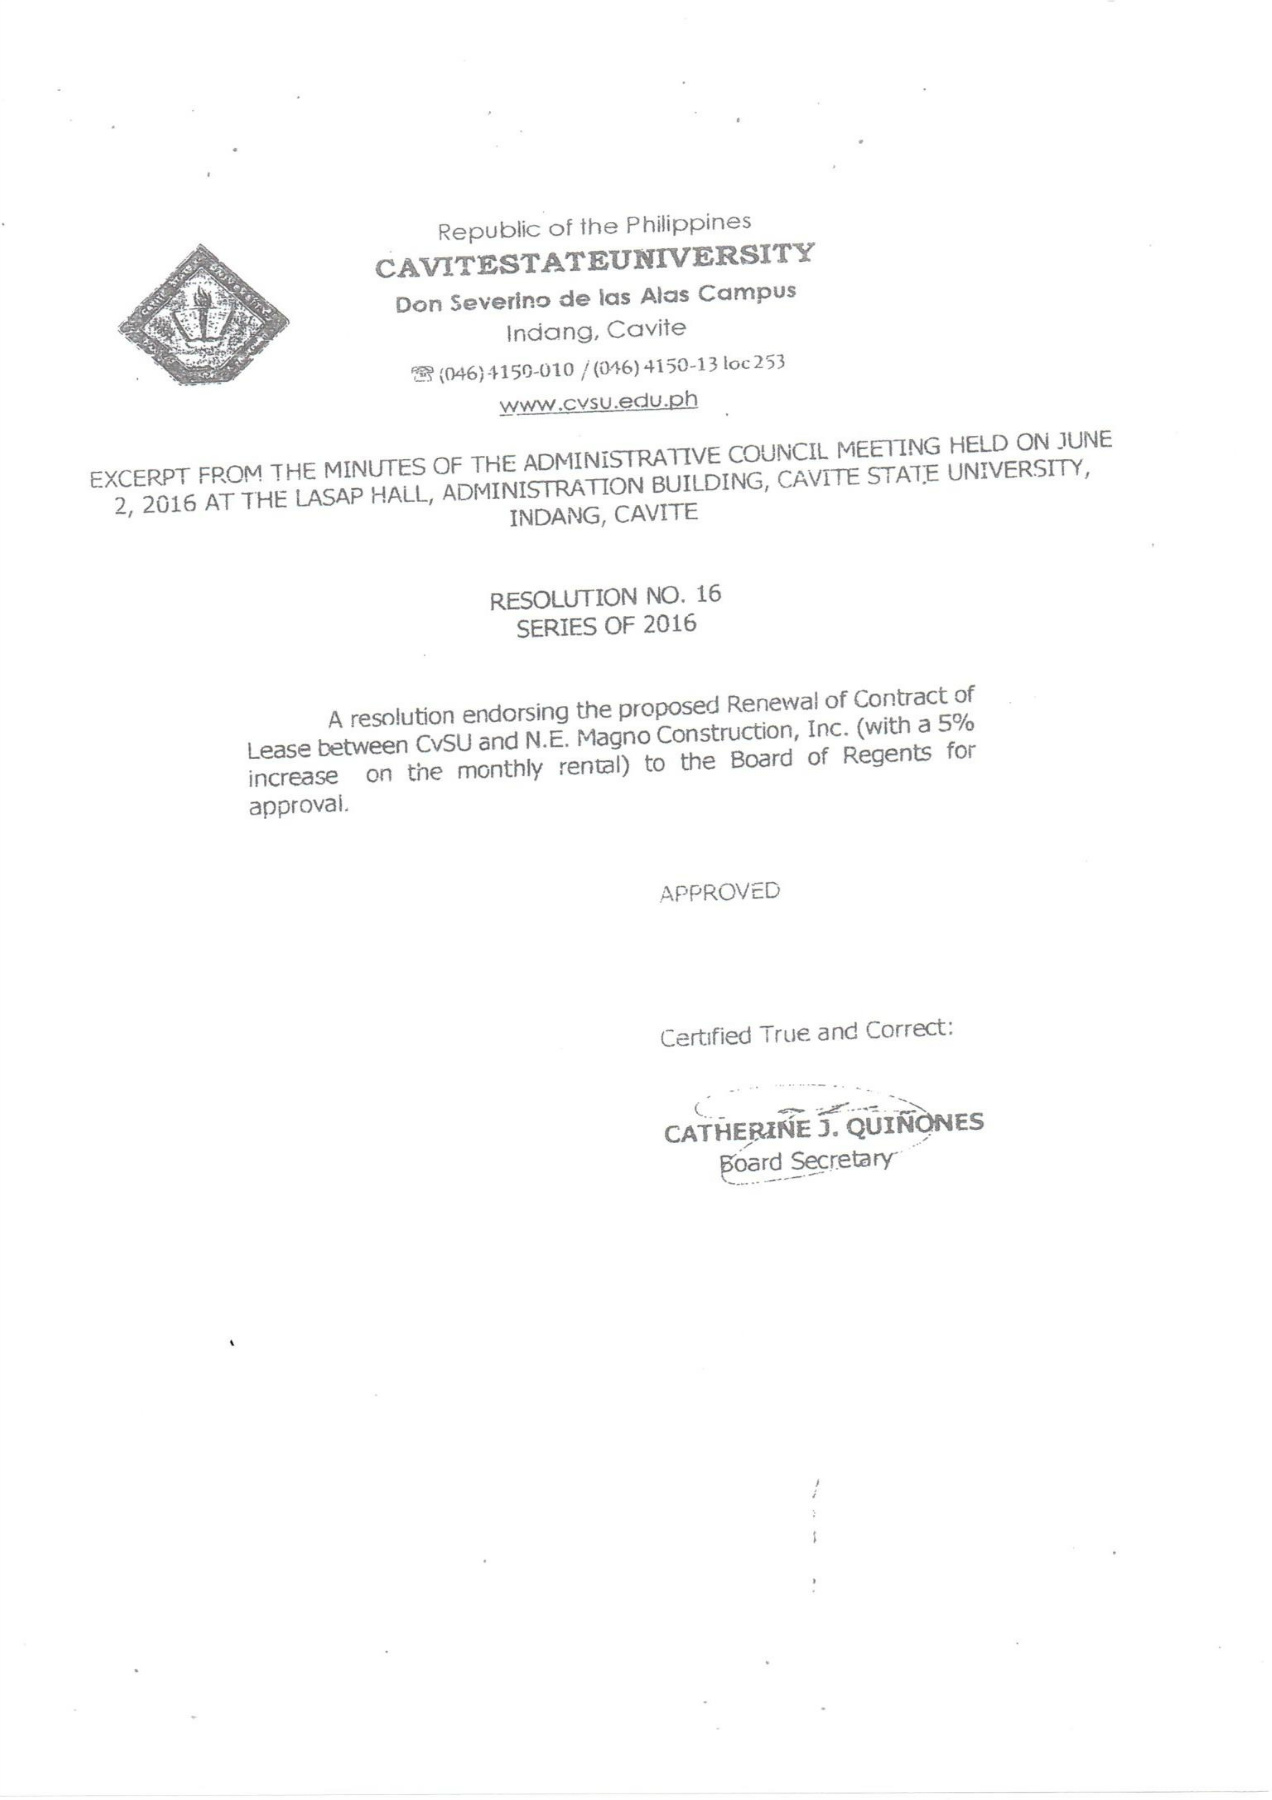 Republic of the Philippines
CAVITESTATEUNIVERSITY
Don Severino de las Alas Campus
Indang, Cavite
☏ (046) 4150-010 / (046) 4150-13 loc 253
www.cvsu.edu.ph
EXCERPT FROM THE MINUTES OF THE ADMINISTRATIVE COUNCIL MEETING HELD ON JUNE
2, 2016 AT THE LASAP HALL, ADMINISTRATION BUILDING, CAVITE STATE UNIVERSITY,
INDANG, CAVITE
RESOLUTION NO. 16
SERIES OF 2016
A resolution endorsing the proposed Renewal of Contract of
Lease between CvSU and N.E. Magno Construction, Inc. (with a 5%
increase on the monthly rental) to the Board of Regents for
approval.
APPROVED
Certified True and Correct:
CATHERINE J. QUIÑONES
Board Secretary